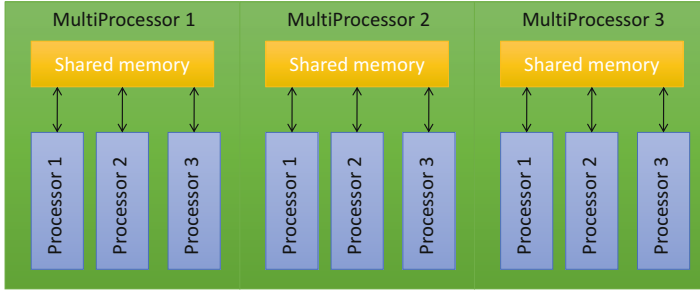 MultiProcessor 1
Shared memory
Processor 1
Processor 2
Processor 3
MultiProcessor 2
Shared memory
Processor 1
Processor 2
Processor 3
MultiProcessor 3
Shared memory
Processor 1
Processor 2
Processor 3